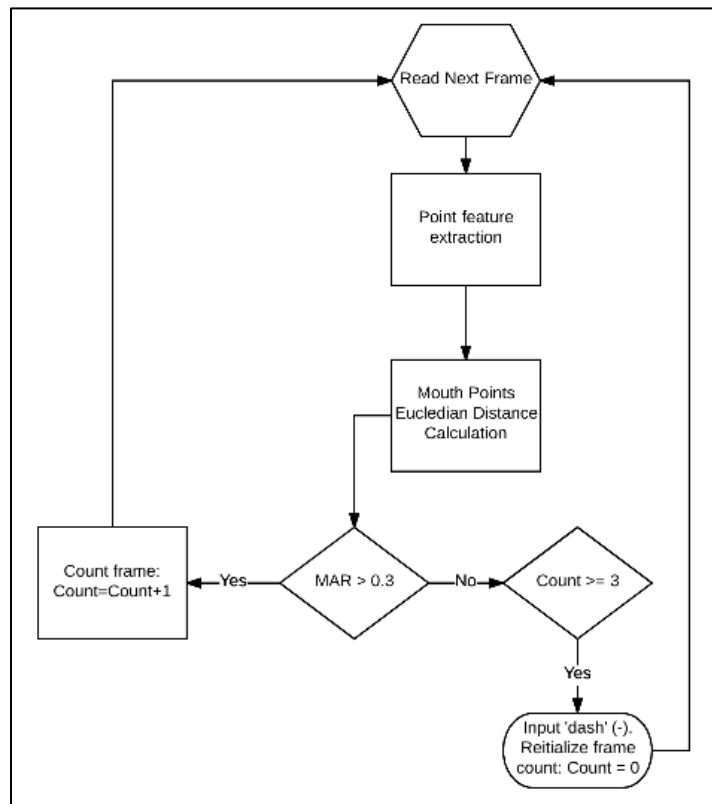 Read Next Frame
Point feature
extraction
Mouth Points
Eucledian Distance
Calculation
Count frame:
Count=Count+1
Yes
MAR > 0.3
No
Count >= 3
Yes
Input 'dash' (-).
Reitialize frame
count: Count = 0